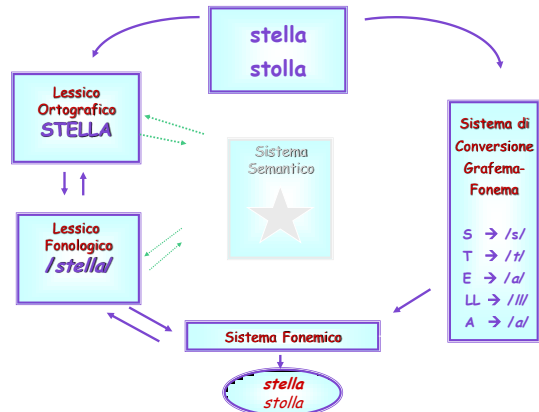 stella
stolla
Lessico
Ortografico
STELLA
Sistema
Semantico
Sistema di
Conversione
Grafema-
Fonema
S → /s/
T → /t/
E → /a/
LL → /ll/
A → /a/
Lessico
Fonologico
/stella/
Sistema Fonemico
stella
stolla